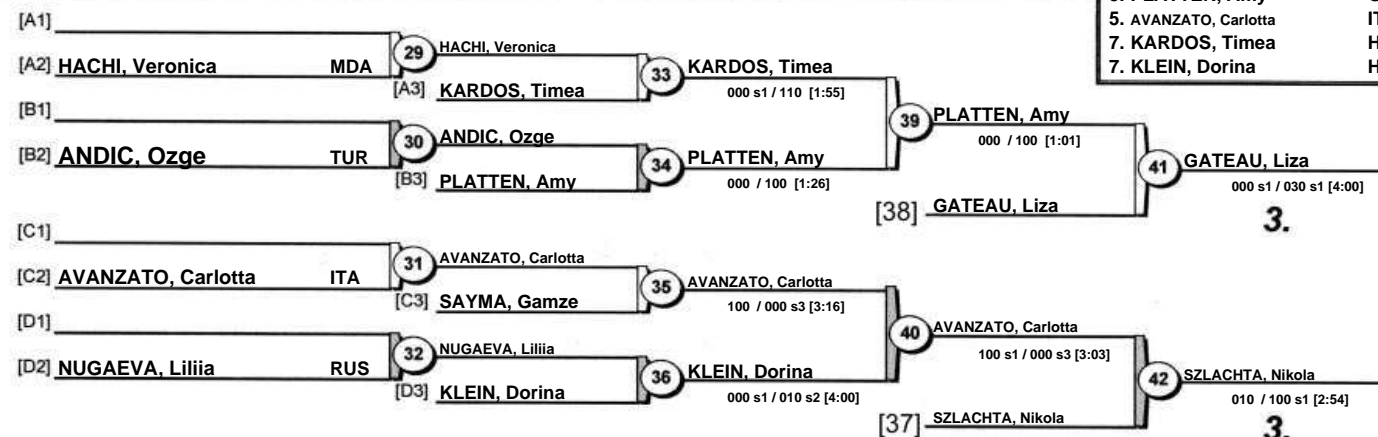 [A1]
[A2] HACHI, Veronica MDA
29
HACHI, Veronica
[A3] KARDOS, Timea
33
KARDOS, Timea
000 s1 / 110 [1:55]
[B1]
[B2] ANDIC, Ozge TUR
30
ANDIC, Ozge
[B3] PLATTEN, Amy
34
PLATTEN, Amy
000 / 100 [1:26]
39
PLATTEN, Amy
000 / 100 [1:01]
[38] GATEAU, Liza
41
GATEAU, Liza
000 s1 / 030 s1 [4:00]
3.
[C1]
[C2] AVANZATO, Carlotta ITA
31
AVANZATO, Carlotta
[C3] SAYMA, Gamze
35
AVANZATO, Carlotta
100 / 000 s3 [3:16]
[D1]
[D2] NUGAEVA, Liliia RUS
32
NUGAEVA, Liliia
[D3] KLEIN, Dorina
36
KLEIN, Dorina
000 s1 / 010 s2 [4:00]
40
AVANZATO, Carlotta
100 s1 / 000 s3 [3:03]
[37] SZLACHTA, Nikola
42
SZLACHTA, Nikola
010 / 100 s1 [2:54]
3.
PLATTEN, Amy
5. AVANZATO, Carlotta
7. KARDOS, Timea H
7. KLEIN, Dorina H